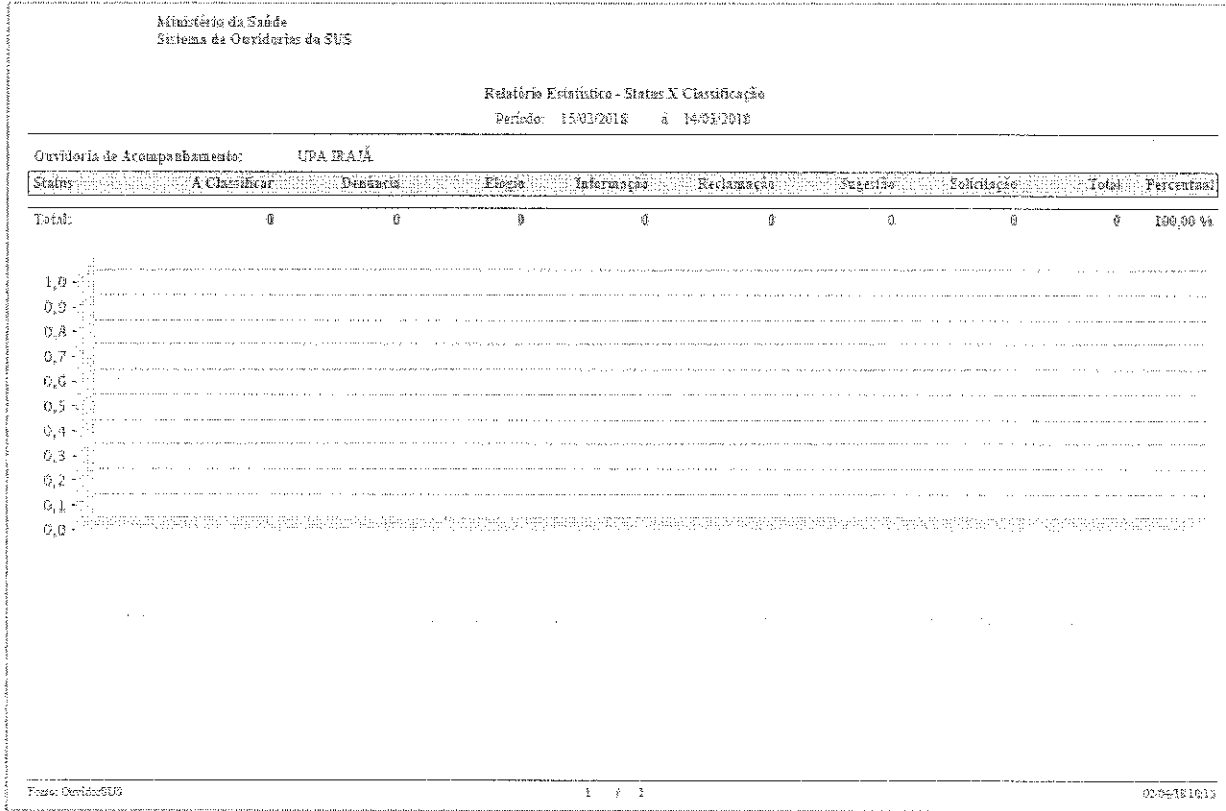 Ministério da Saúde
Sistema de Ouvidorias do SUS
Relatório Estatístico - Status X Classificação
Período: 15/03/2018 à
Ouvidoria de Acompanhamento: UPA IRAJÁ
Status A Classificar Denúncia Elogio Informação Reclamação Sugestão Solicitação Total Percentual
Total: 0 0 0 0 0 0 0 0 100,00 %
1,0
0,9
0,8
0,7
0,6
0,5
0,4
0,3
0,2
0,1
0,0
Fonte: OuvidorSUS 1 / 2